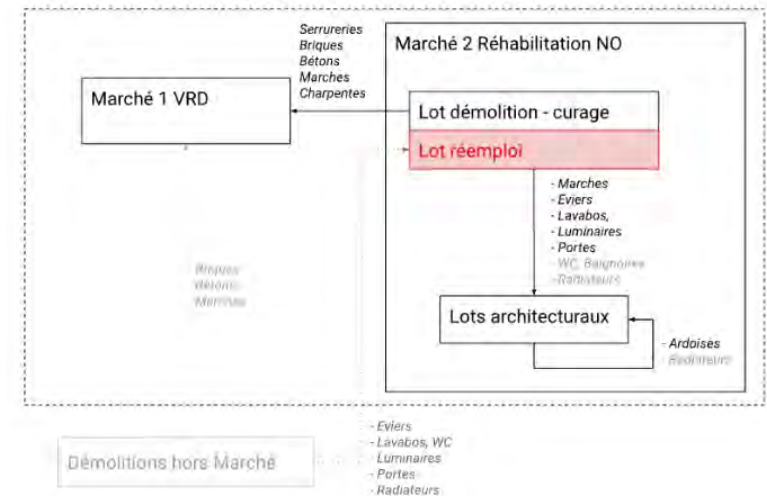 Serrureries
Briques
Bétons
Marches
Charpentes
Marché 2 Réhabilitation NO
Marché 1 VRD
Lot démolition - curage
Lot réemploi
- Marches
- Eviers
- Lavabos,
- Luminaires
- Portes
- WC, Baignoires
- Radiateurs
- Briques
- Bétons
- Marches
Lots architecturaux
- Ardoises
- Radiateurs
Démolitions hors Marché
- Eviers
- Lavabos, WC
- Luminaires
- Portes
- Radiateurs